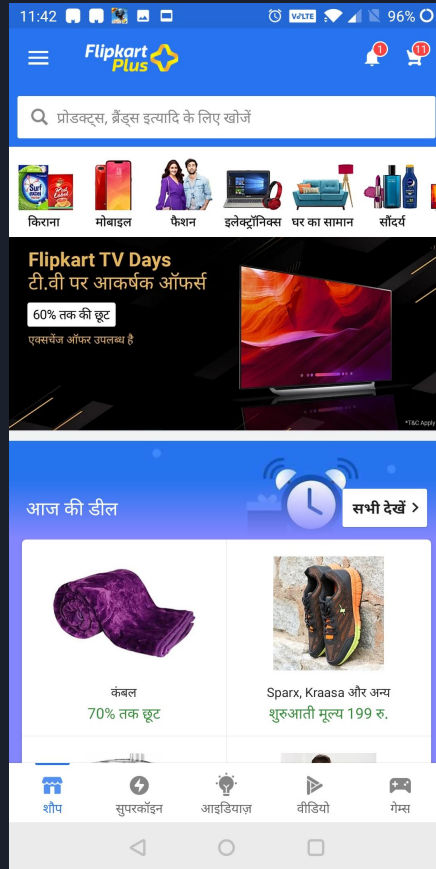 11:42
VoLTE
96%
Flipkart
Plus
1
11
प्रोडक्ट्स, ब्रैंड्स इत्यादि के लिए खोजें
Surf
किराना
मोबाइल
फैशन
इलेक्ट्रॉनिक्स
घर का सामान
सौंदर्य
Flipkart TV Days
टी.वी पर आकर्षक ऑफर्स
60% तक की छूट
एक्सचेंज ऑफर उपलब्ध है
*T&C Apply
आज की डील
सभी देखें
कंबल
70% तक छूट
Sparx, Kraasa और अन्य
शुरुआती मूल्य 199 रु.
शौप
सुपरकॉइन
आइडियाज़
वीडियो
गेम्स